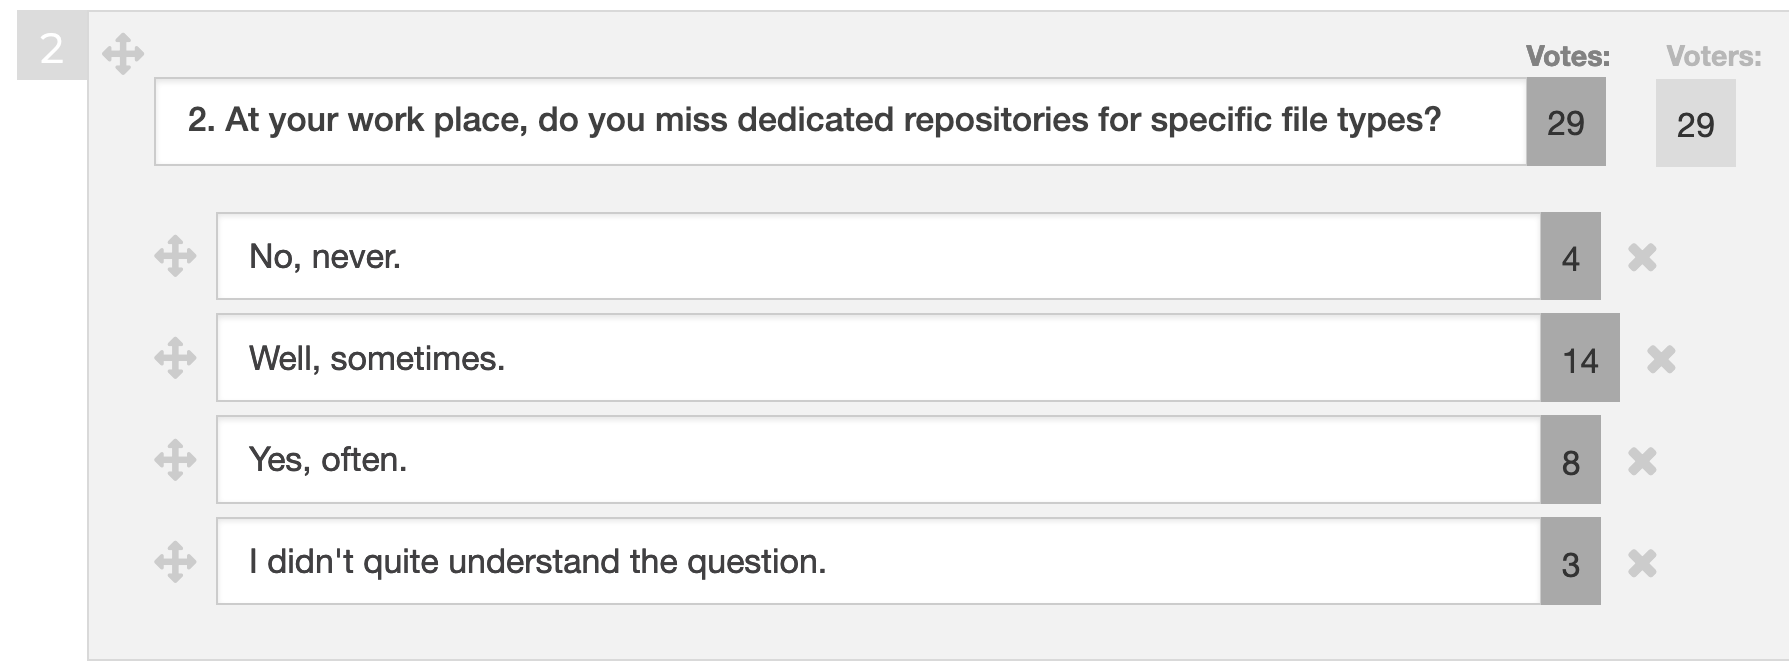 2
Votes: Voters:
2. At your work place, do you miss dedicated repositories for specific file types? 29 29
No, never. 4
Well, sometimes. 14
Yes, often. 8
I didn't quite understand the question. 3